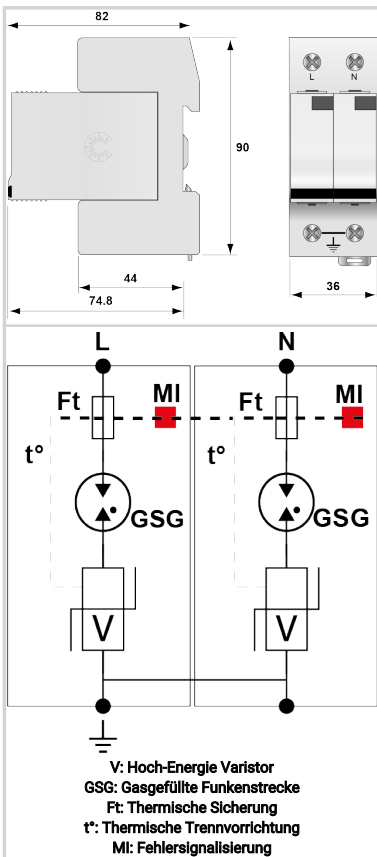 82
L N
90
44
74.8
36
L N
Ft MI Ft MI
t° t°
GSG GSG
V V
V: Hoch-Energie Varistor
GSG: Gasgefüllte Funkenstrecke
Ft: Thermische Sicherung
t°: Thermische Trennvorrichtung
MI: Fehlersignalisierung